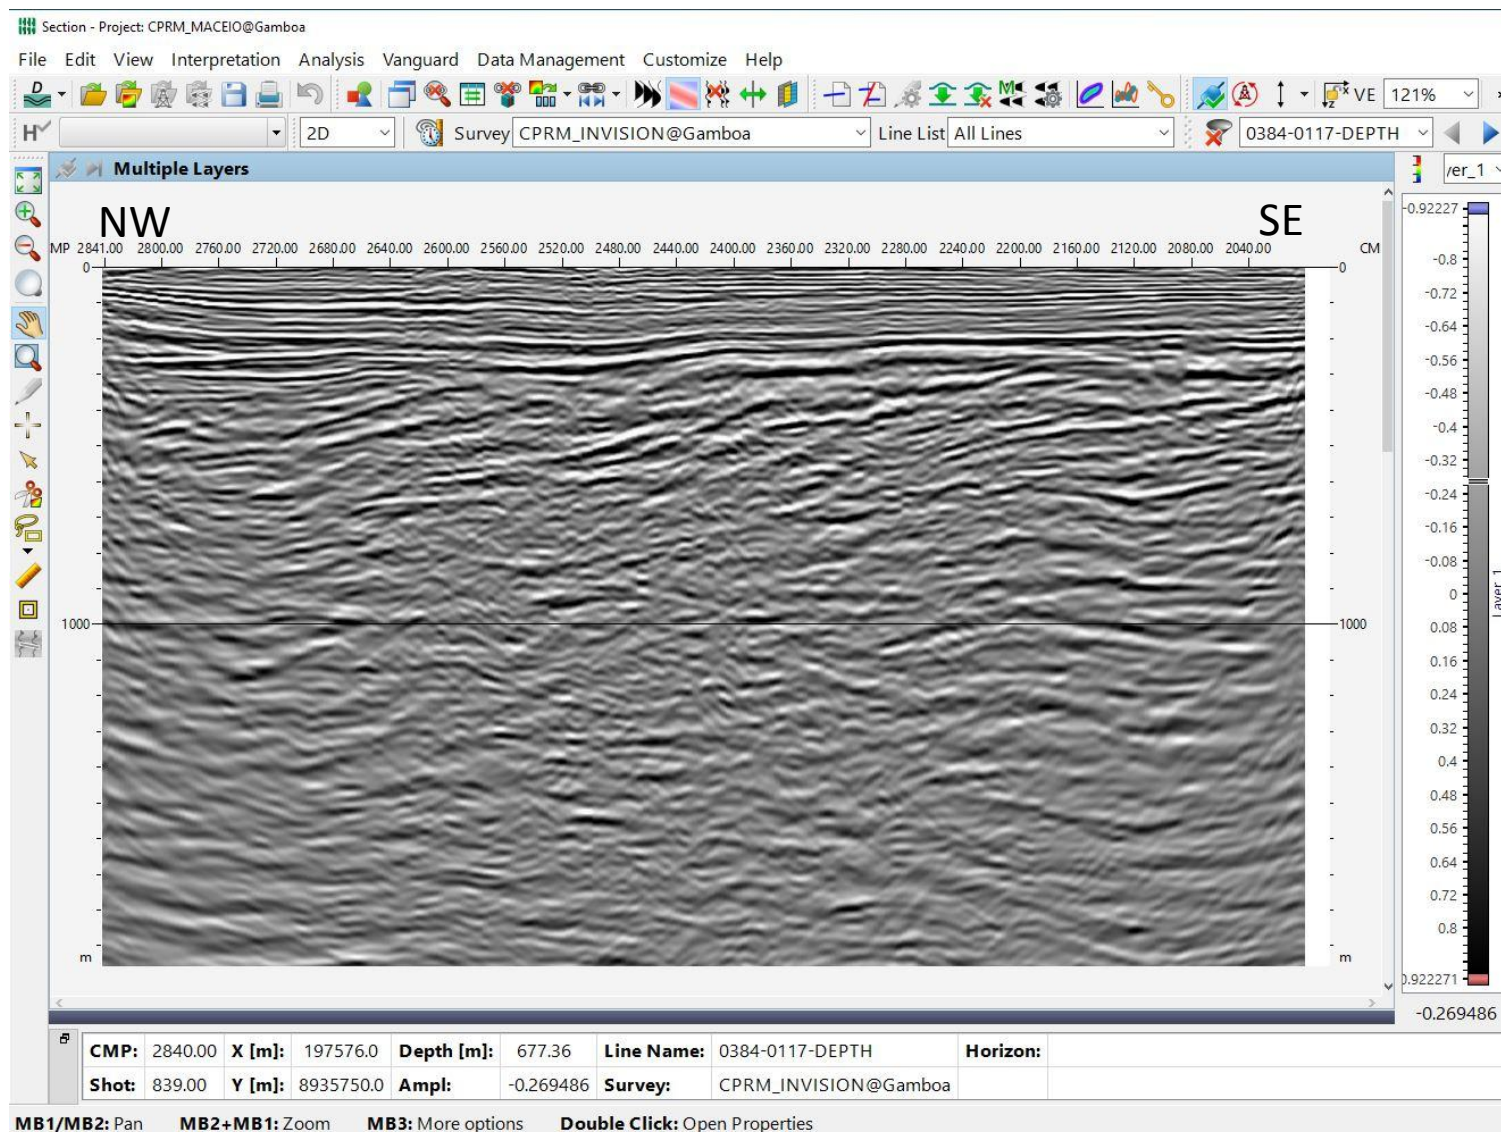 Section - Project: CPRM_MACEIO@Gamboa
File Edit View Interpretation Analysis Vanguard Data Management Customize Help
VE 121%
2D Survey CPRM_INVISION@Gamboa Line List All Lines 0384-0117-DEPTH
Multiple Layers
/er_1
NW SE
MP 2841.00 2800.00 2760.00 2720.00 2680.00 2640.00 2600.00 2560.00 2520.00 2480.00 2440.00 2400.00 2360.00 2320.00 2280.00 2240.00 2200.00 2160.00 2120.00 2080.00 2040.00 CM
0 0
1000 1000
m m
-0.92227
-0.8
-0.72
-0.64
-0.56
-0.48
-0.4
-0.32
-0.24
-0.16
-0.08
0
0.08
0.16
0.24
0.32
0.4
0.48
0.56
0.64
0.72
0.8
0.922271
Layer_1
-0.269486
CMP: 2840.00 X [m]: 197576.0 Depth [m]: 677.36 Line Name: 0384-0117-DEPTH Horizon:
Shot: 839.00 Y [m]: 8935750.0 Ampl: -0.269486 Survey: CPRM_INVISION@Gamboa
MB1/MB2: Pan MB2+MB1: Zoom MB3: More options Double Click: Open Properties